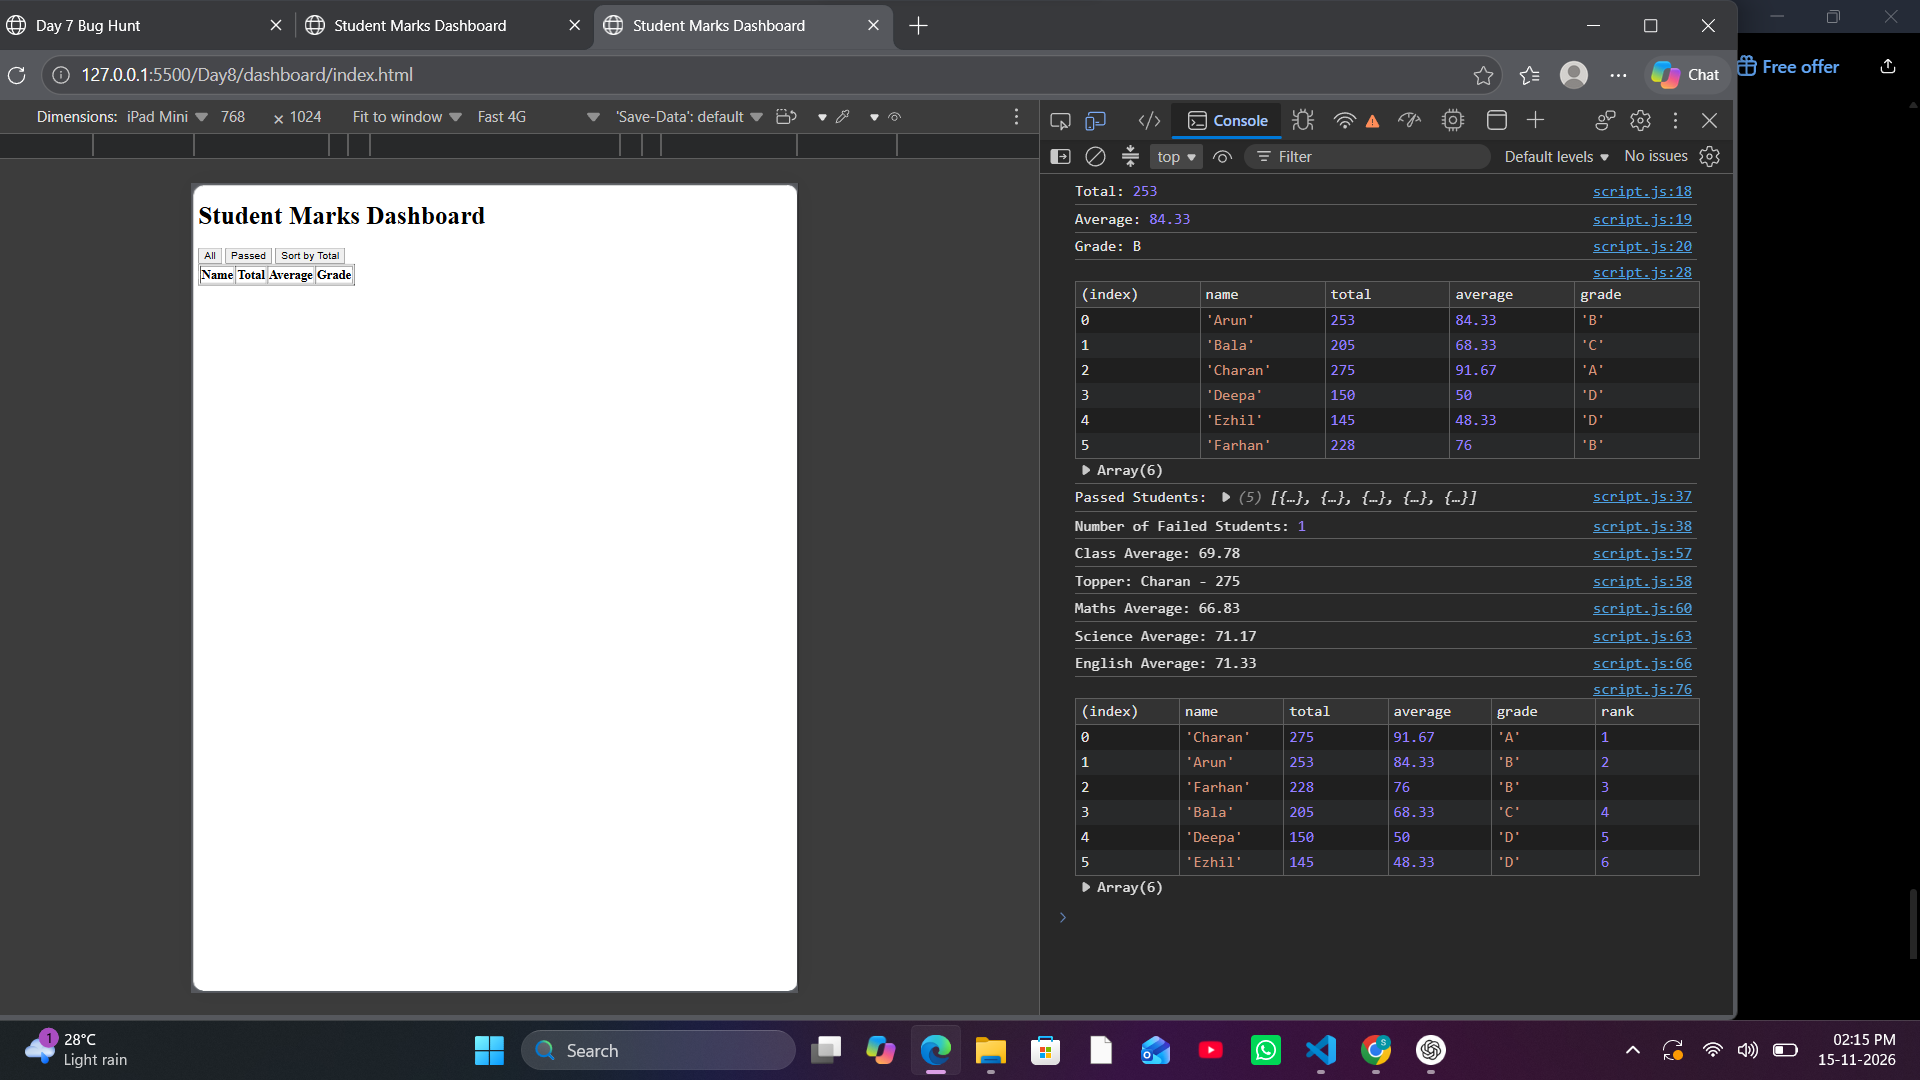 Day 7 Bug Hunt
Student Marks Dashboard
Student Marks Dashboard
127.0.0.1:5500/Day8/dashboard/index.html
Chat
Free offer
Dimensions: iPad Mini 768 × 1024 Fit to window Fast 4G 'Save-Data': default
Console
top
Filter
Default levels
No issues
Student Marks Dashboard
All Passed Sort by Total
Name Total Average Grade
Total: 253 script.js:18
Average: 84.33 script.js:19
Grade: B script.js:20
script.js:28
(index) name total average grade
0 'Arun' 253 84.33 'B'
1 'Bala' 205 68.33 'C'
2 'Charan' 275 91.67 'A'
3 'Deepa' 150 50 'D'
4 'Ezhil' 145 48.33 'D'
5 'Farhan' 228 76 'B'
Array(6)
Passed Students: (5) [{…}, {…}, {…}, {…}, {…}] script.js:37
Number of Failed Students: 1 script.js:38
Class Average: 69.78 script.js:57
Topper: Charan - 275 script.js:58
Maths Average: 66.83 script.js:60
Science Average: 71.17 script.js:63
English Average: 71.33 script.js:66
script.js:76
(index) name total average grade rank
0 'Charan' 275 91.67 'A' 1
1 'Arun' 253 84.33 'B' 2
2 'Farhan' 228 76 'B' 3
3 'Bala' 205 68.33 'C' 4
4 'Deepa' 150 50 'D' 5
5 'Ezhil' 145 48.33 'D' 6
Array(6)
1
28°C
Light rain
Search
02:15 PM
15-11-2026